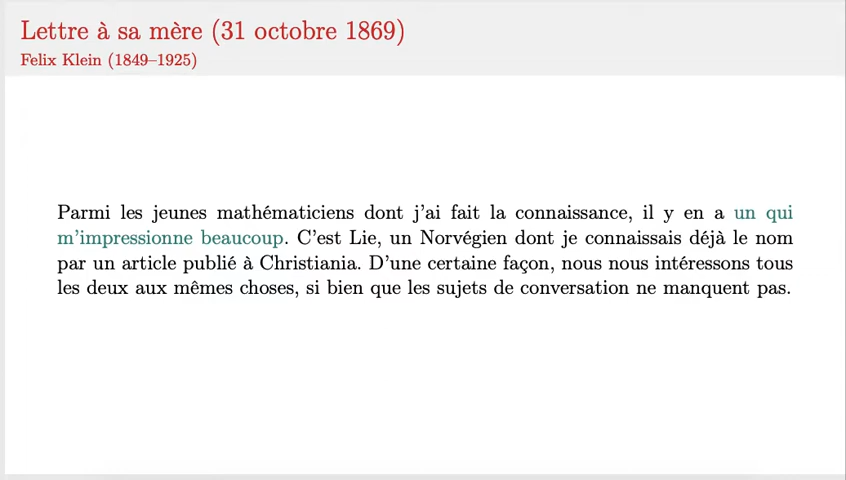 Lettre à sa mère (31 octobre 1869)
Felix Klein (1849–1925)
Parmi les jeunes mathématiciens dont j'ai fait la connaissance, il y en a un qui
m'impressionne beaucoup. C'est Lie, un Norvégien dont je connaissais déjà le nom
par un article publié à Christiania. D'une certaine façon, nous nous intéressons tous
les deux aux mêmes choses, si bien que les sujets de conversation ne manquent pas.